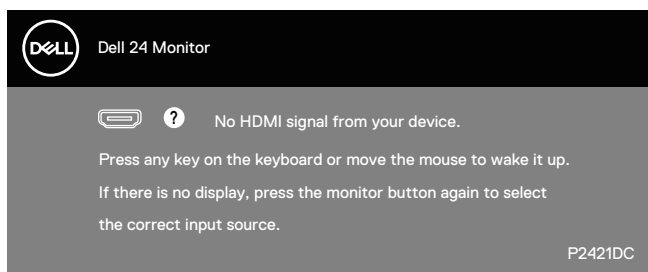 DELL
Dell 24 Monitor
? No HDMI signal from your device.
Press any key on the keyboard or move the mouse to wake it up.
If there is no display, press the monitor button again to select
the correct input source.
P2421DC